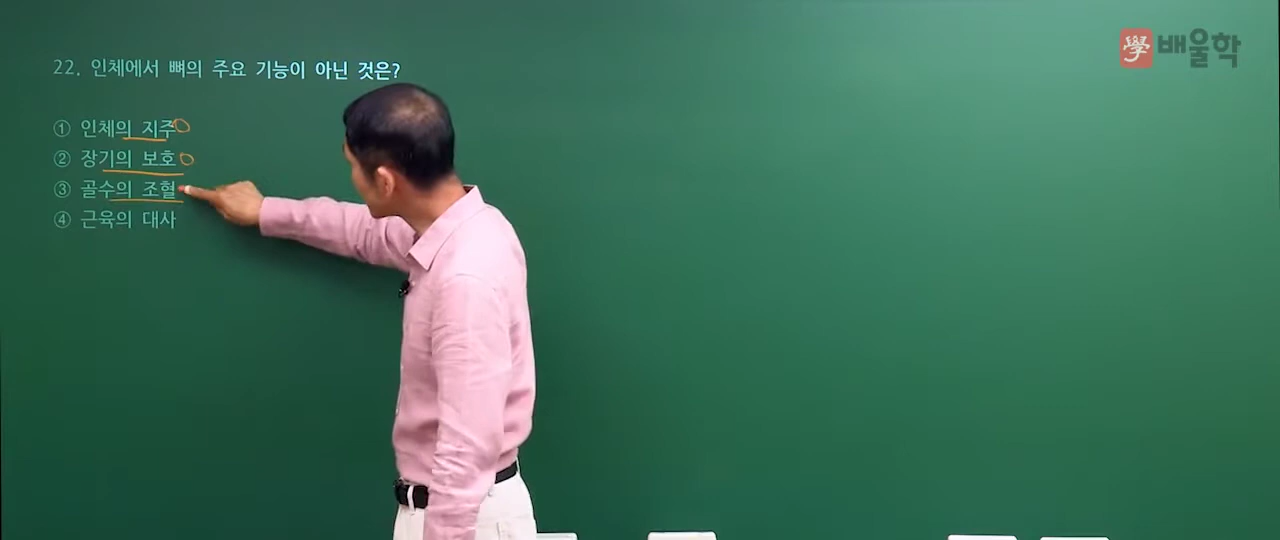 學 배울학
22. 인체에서 뼈의 주요 기능이 아닌 것은?
① 인체의 지주
② 장기의 보호
③ 골수의 조혈
④ 근육의 대사